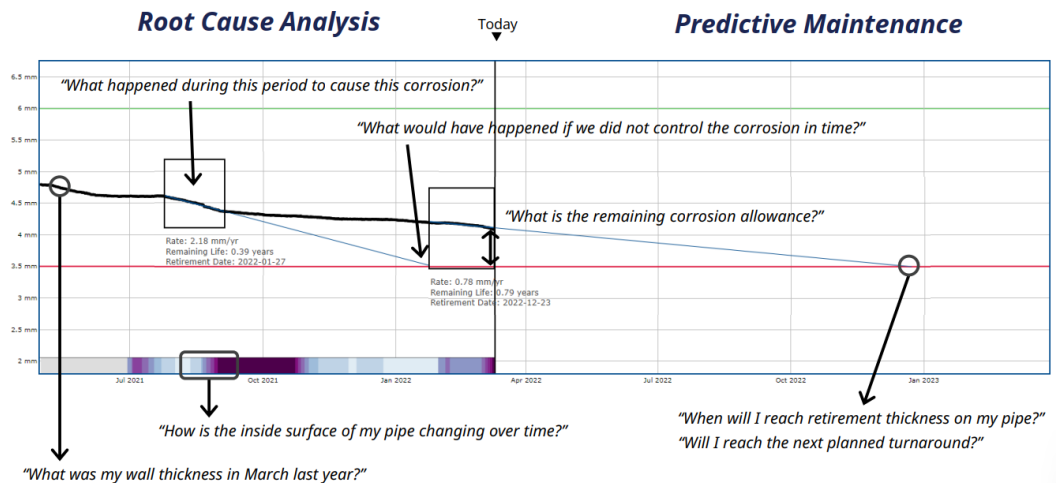 Root Cause Analysis
Today
Predictive Maintenance
6.5 mm
“What happened during this period to cause this corrosion?”
6 mm
“What would have happened if we did not control the corrosion in time?”
5.5 mm
5 mm
4.5 mm
“What is the remaining corrosion allowance?”
4 mm
Rate: 2.18 mm/yr
Remaining Life: 0.39 years
Retirement Date: 2022-01-27
3.5 mm
Rate: 0.78 mm/yr
Remaining Life: 0.79 years
Retirement Date: 2022-12-23
3 mm
2.5 mm
2 mm
Jul 2021
Oct 2021
Jan 2022
Apr 2022
Jul 2022
Oct 2022
Jan 2023
“When will I reach retirement thickness on my pipe?”
“How is the inside surface of my pipe changing over time?”
“Will I reach the next planned turnaround?”
“What was my wall thickness in March last year?”